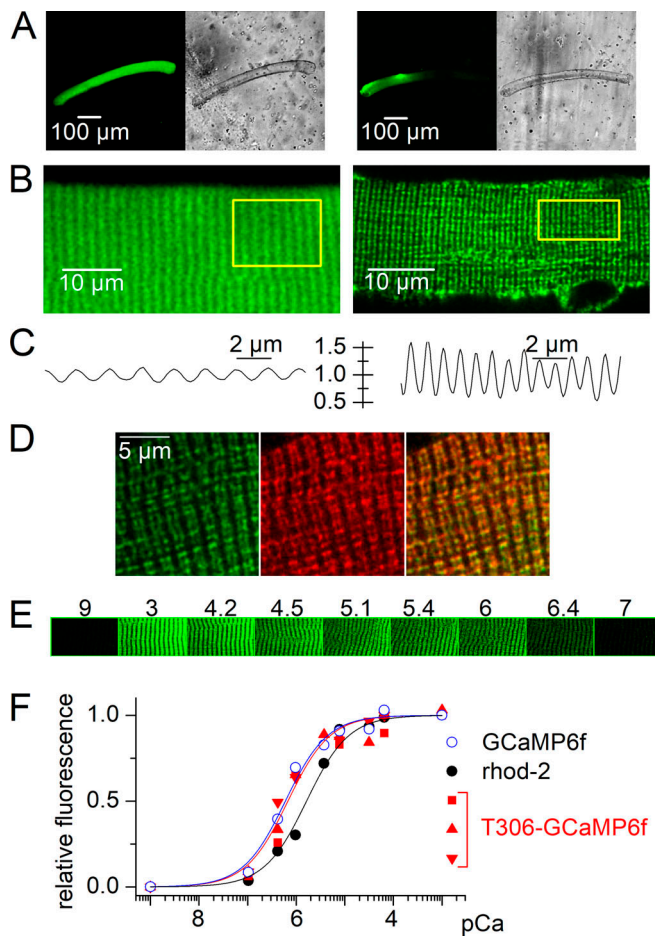 A
100 μm
100 μm
B
10 μm
10 μm
C
2 μm
1.5
1.0
0.5
2 μm
D
5 μm
E
9 3 4.2 4.5 5.1 5.4 6 6.4 7
F
relative fluorescence
1.0
0.5
0.0
8 6 4 pCa
GCaMP6f
rhod-2
T306-GCaMP6f